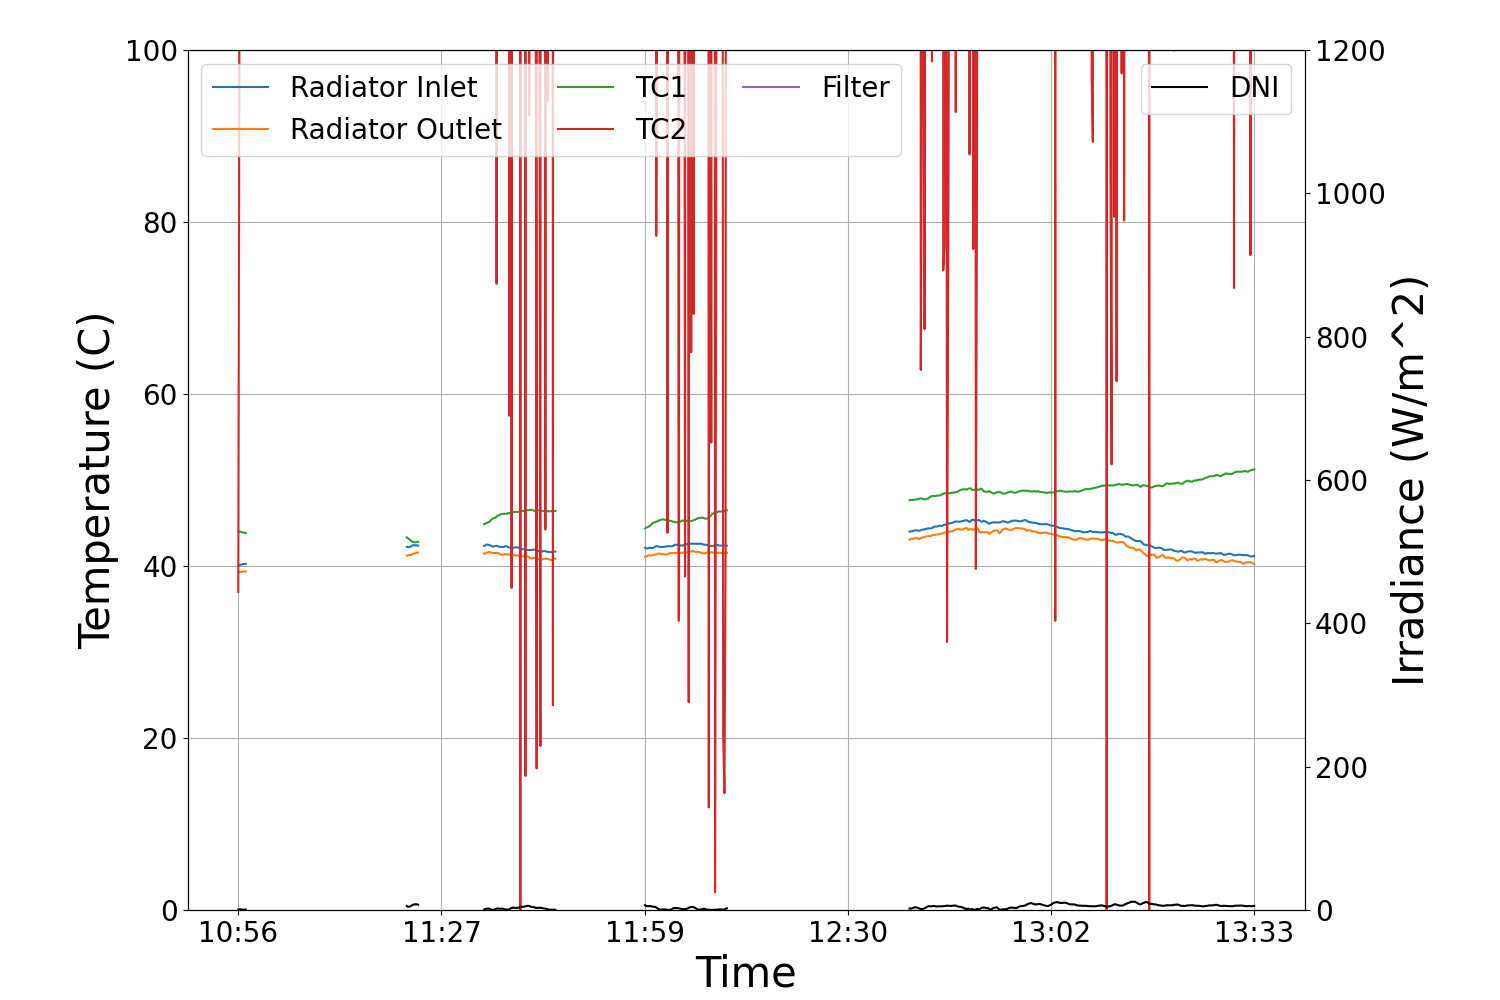 100
80
60
40
20
0
Temperature (C)
Radiator Inlet
Radiator Outlet
TC1
TC2
Filter
DNI
1200
1000
800
600
400
200
0
Irradiance (W/m^2)
10:56
11:27
11:59
12:30
13:02
13:33
Time